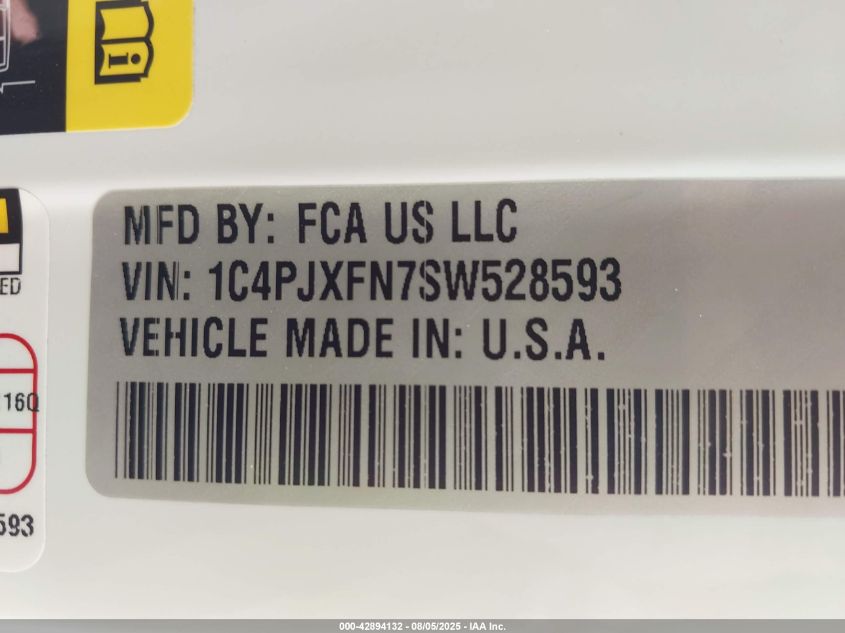 MFD BY: FCA US LLC
VIN: 1C4PJXFN7SW528593
VEHICLE MADE IN: U.S.A.
ED
16Q
593
000-42894132 - 08/05/2025 - IAA Inc.